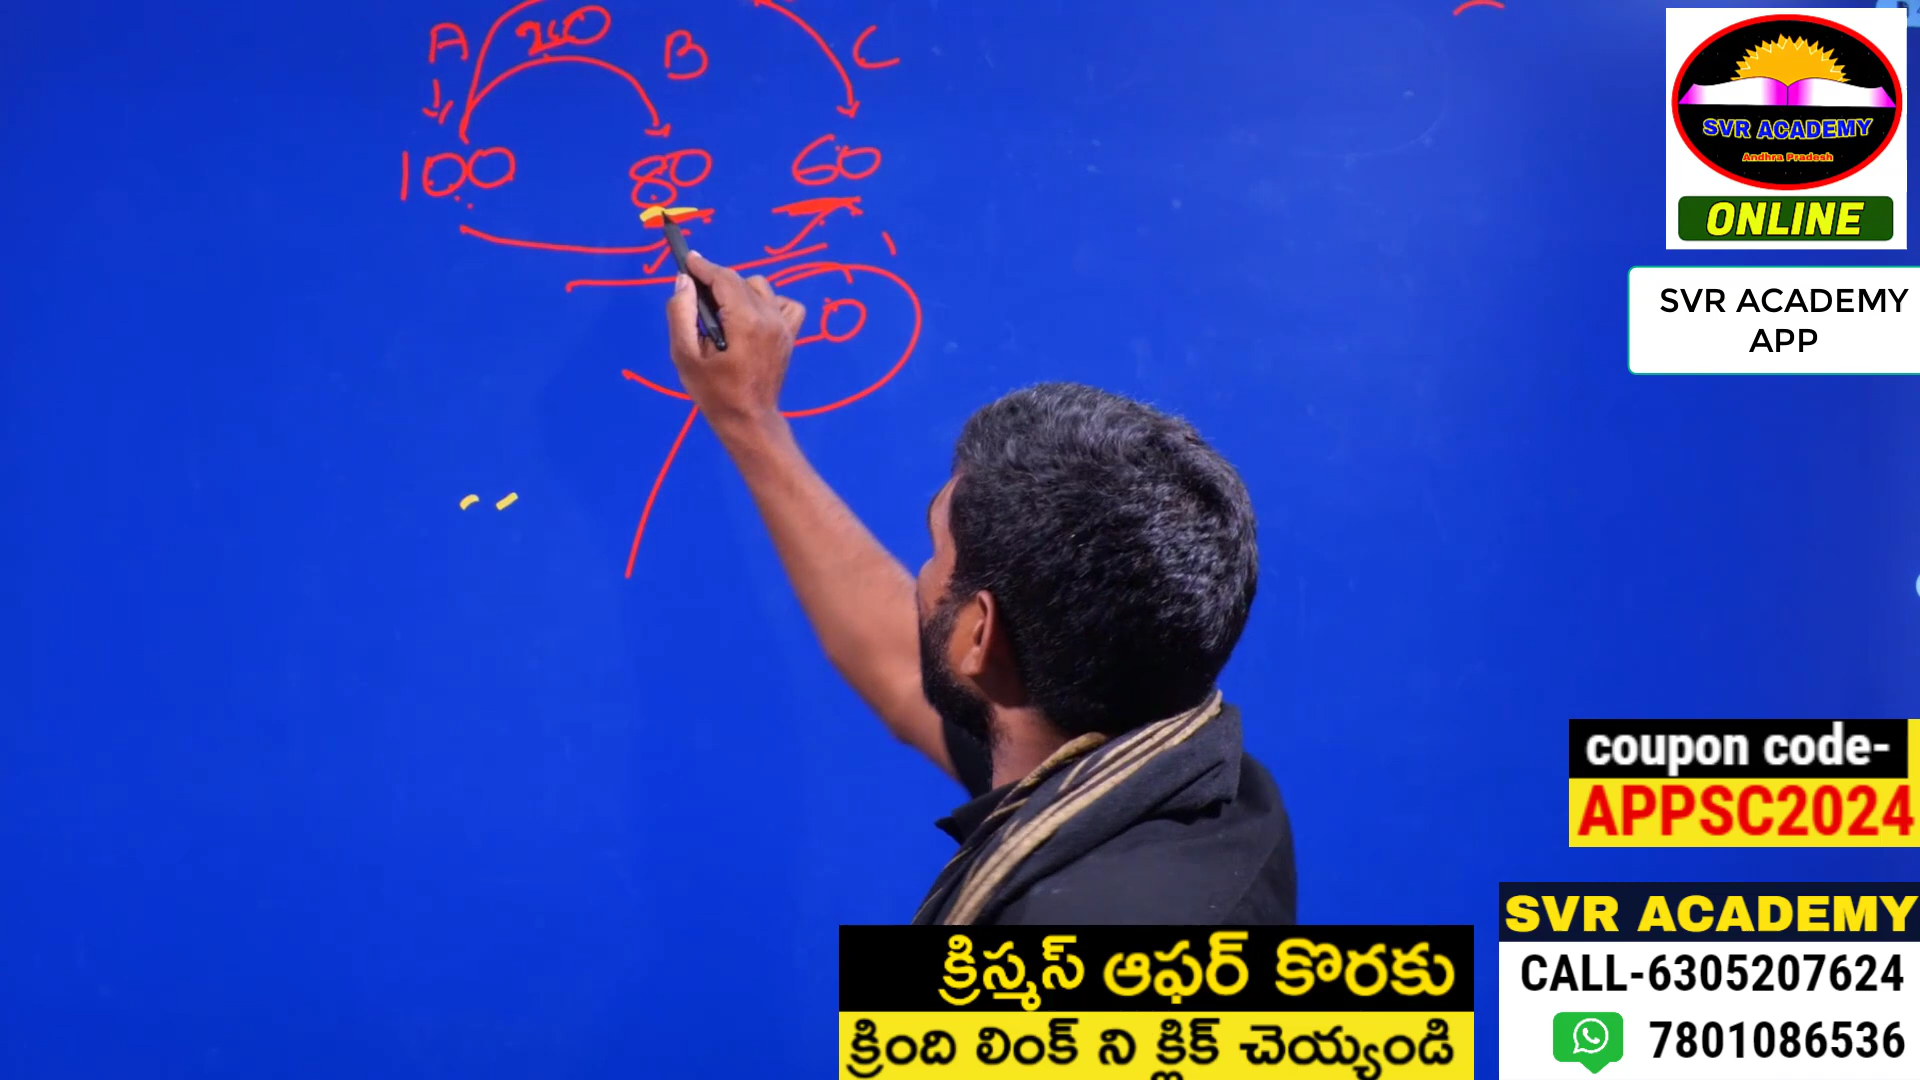 A 20 B C
100 80 60
0
SVR ACADEMY
Andhra Pradesh
ONLINE
SVR ACADEMY
APP
coupon code-
APPSC2024
SVR ACADEMY
CALL-6305207624
7801086536
క్రిస్మస్ ఆఫర్ కొరకు
క్రింది లింక్ ని క్లిక్ చెయ్యండి